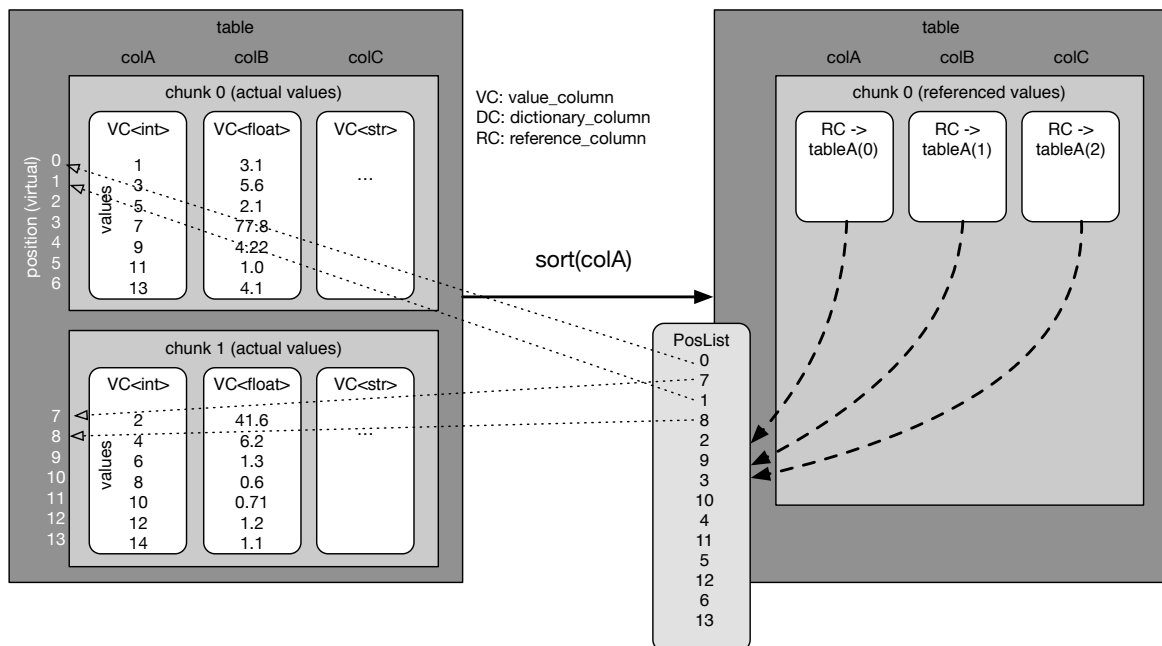 table
colA colB colC
chunk 0 (actual values)
position (virtual)
0
1
2
3
4
5
6
values
VC<int>
1
3
5
7
9
11
13
VC<float>
3.1
5.6
2.1
77.8
4.22
1.0
4.1
VC<str>
...
chunk 1 (actual values)
7
8
9
10
11
12
13
values
VC<int>
2
4
6
8
10
12
14
VC<float>
41.6
6.2
1.3
0.6
0.71
1.2
1.1
VC<str>
...
VC: value_column
DC: dictionary_column
RC: reference_column
sort(colA)
PosList
0
7
1
8
2
9
3
10
4
11
5
12
6
13
table
colA colB colC
chunk 0 (referenced values)
RC ->
tableA(0)
RC ->
tableA(1)
RC ->
tableA(2)